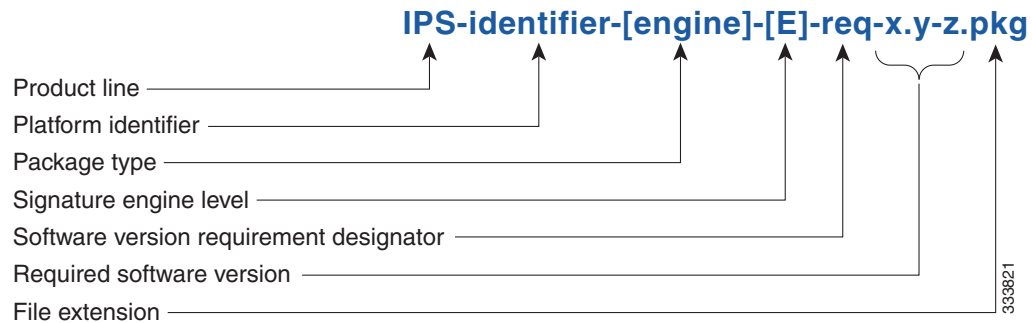 IPS-identifier-[engine]-[E]-req-x.y-z.pkg
Product line
Platform identifier
Package type
Signature engine level
Software version requirement designator
Required software version
File extension
333821